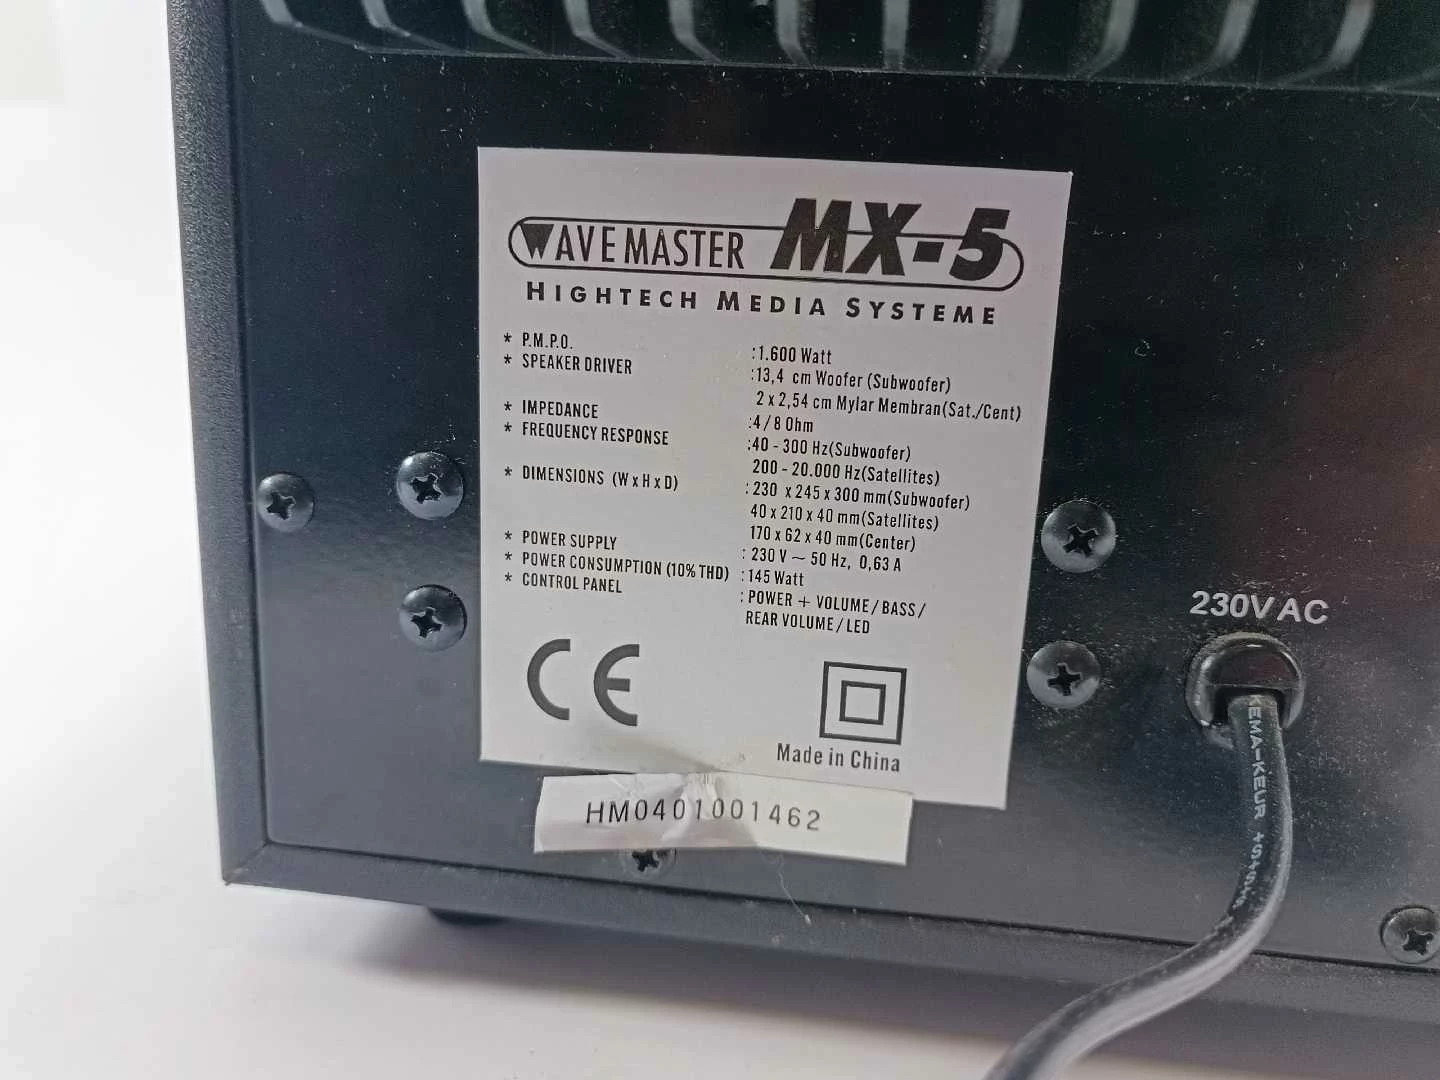 WAVE MASTER MX-5
HIGHTECH MEDIA SYSTEME
* P.M.P.O. :1.600 Watt
* SPEAKER DRIVER :13,4 cm Woofer (Subwoofer)
2 x 2,54 cm Mylar Membran(Sat./Cent)
* IMPEDANCE :4 / 8 Ohm
* FREQUENCY RESPONSE :40 - 300 Hz(Subwoofer)
200 - 20.000 Hz(Satellites)
* DIMENSIONS (W x H x D) : 230 x 245 x 300 mm(Subwoofer)
40 x 210 x 40 mm(Satellites)
170 x 62 x 40 mm(Center)
* POWER SUPPLY : 230 V ~ 50 Hz, 0,63 A
* POWER CONSUMPTION (10% THD) : 145 Watt
* CONTROL PANEL : POWER + VOLUME / BASS /
REAR VOLUME / LED
CE
Made in China
HM0401001462
230V AC
KEMA-KEUR